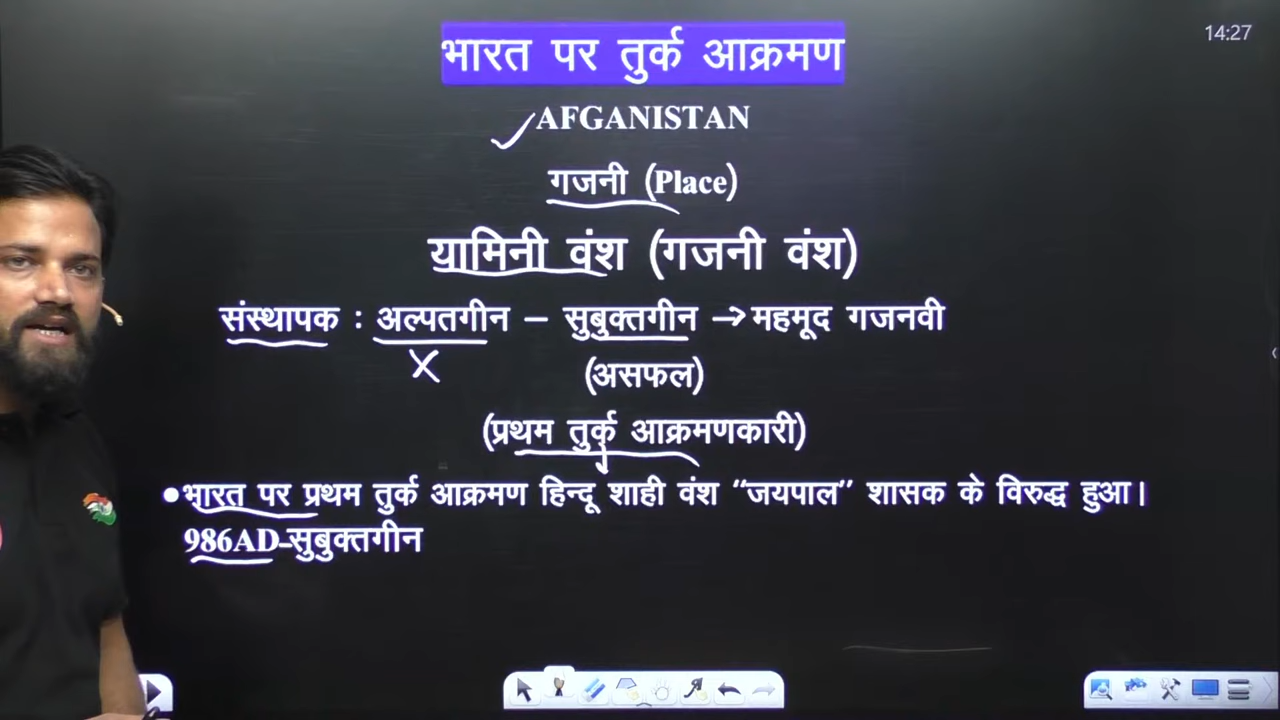 14:27
भारत पर तुर्क आक्रमण
AFGANISTAN
गजनी (Place)
यामिनी वंश (गजनी वंश)
संस्थापक : अल्पतगीन – सुबुक्तगीन → महमूद गजनवी
(असफल)
(प्रथम तुर्क आक्रमणकारी)
• भारत पर प्रथम तुर्क आक्रमण हिन्दू शाही वंश "जयपाल" शासक के विरुद्ध हुआ।
986AD-सुबुक्तगीन